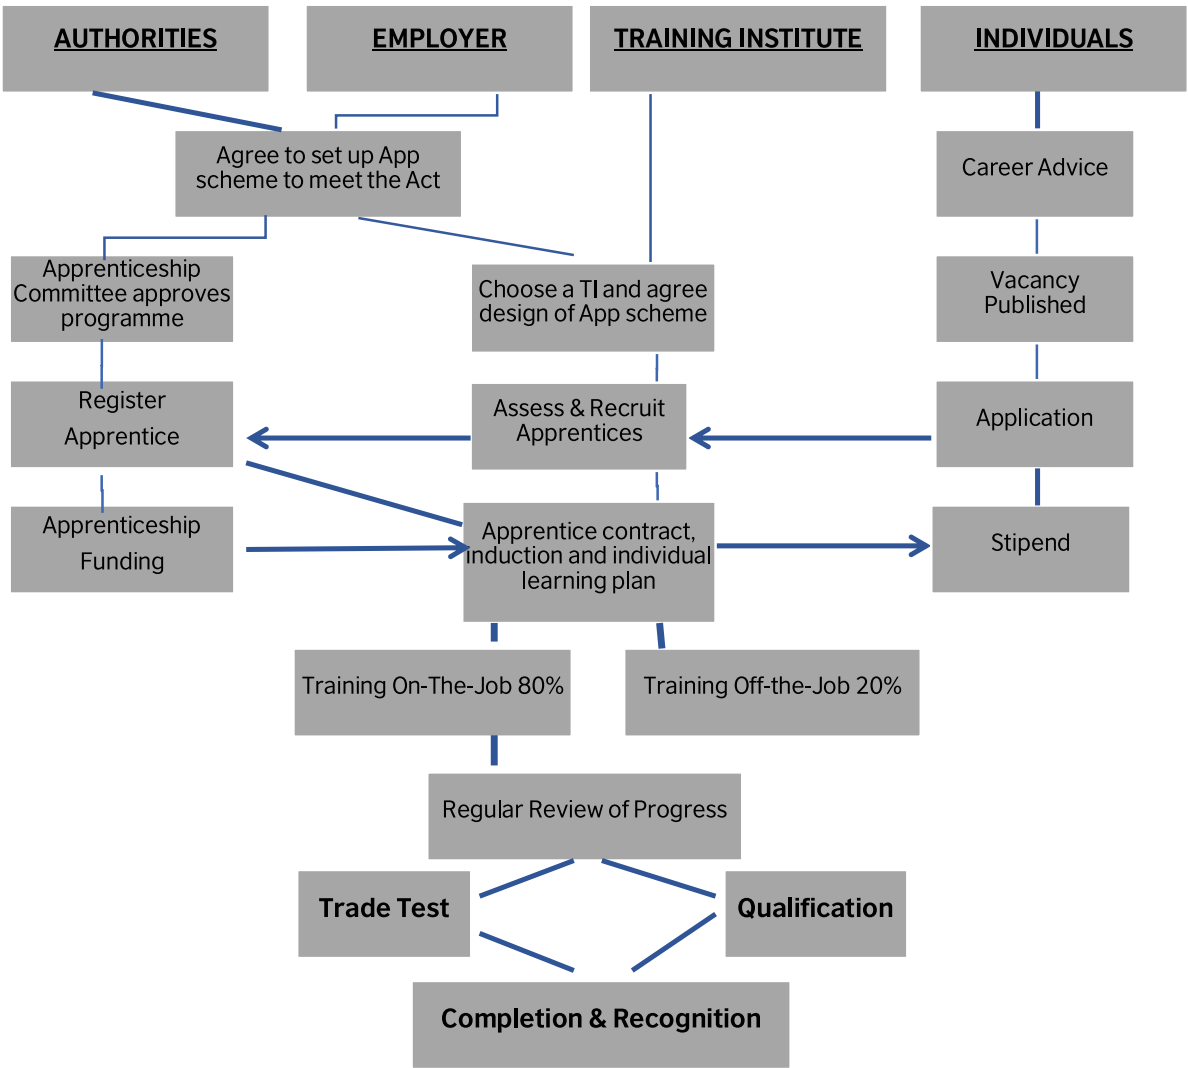 AUTHORITIES
EMPLOYER
TRAINING INSTITUTE
INDIVIDUALS
Agree to set up App
scheme to meet the Act
Career Advice
Apprenticeship
Committee approves
programme
Choose a TI and agree
design of App scheme
Vacancy
Published
Register
Apprentice
Assess & Recruit
Apprentices
Application
Apprenticeship
Funding
Apprentice contract,
induction and individual
learning plan
Stipend
Training On-The-Job 80%
Training Off-the-Job 20%
Regular Review of Progress
Trade Test
Qualification
Completion & Recognition